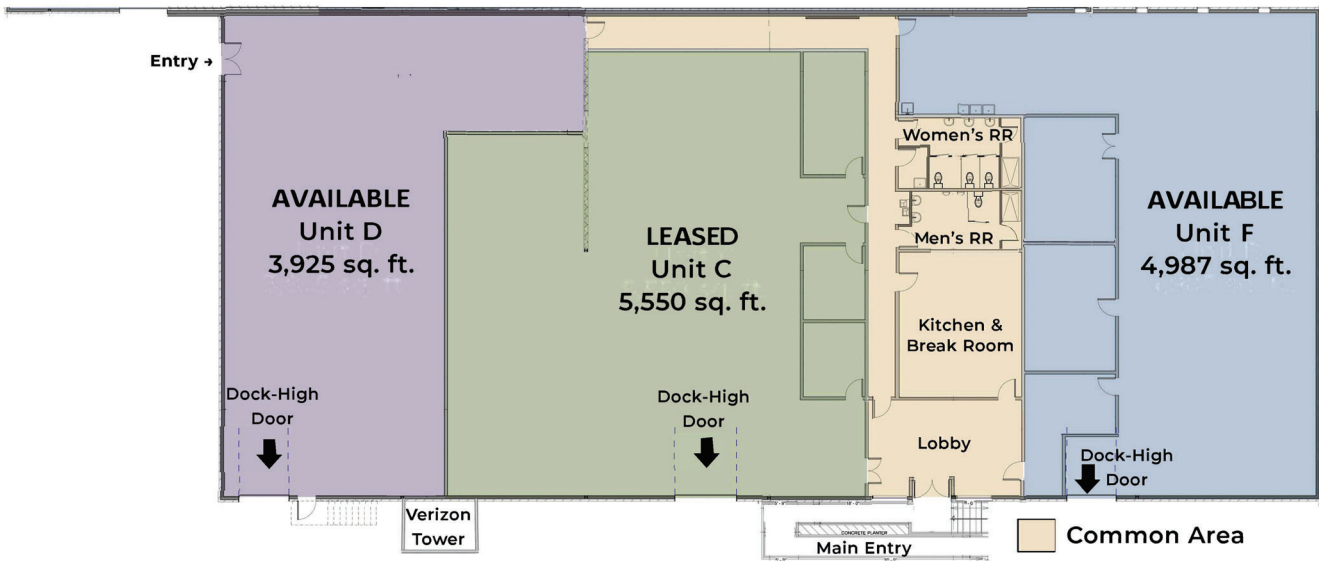 Entry →
AVAILABLE
Unit D
3,925 sq. ft.
LEASED
Unit C
5,550 sq. ft.
Women's RR
Men's RR
Kitchen &
Break Room
AVAILABLE
Unit F
4,987 sq. ft.
Dock-High
Door
Dock-High
Door
Lobby
Dock-High
Door
Verizon
Tower
CONCRETE PLANTER
Main Entry
Common Area